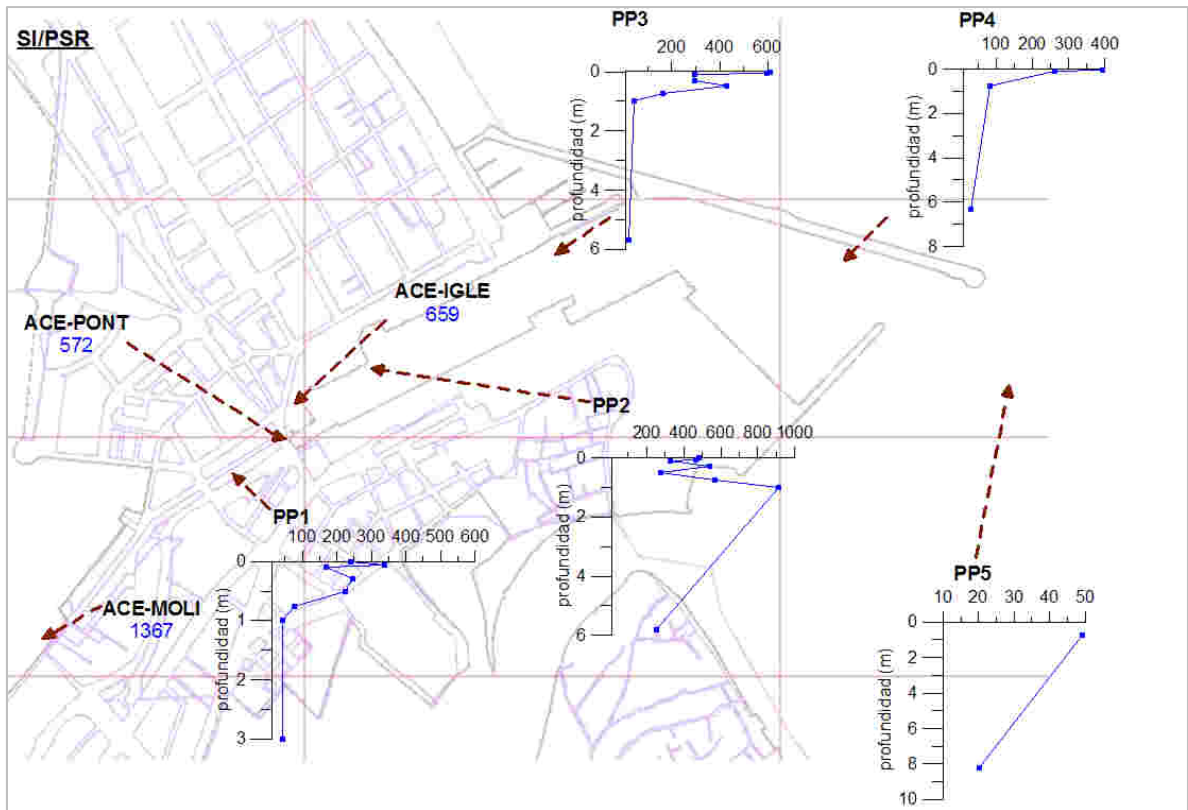 SI/PSR
PP3
200 400 600
0
2
4
6
profundidad (m)
PP4
100 200 300 400
0
2
4
6
8
profundidad (m)
ACE-IGLE
659
ACE-PONT
572
PP2
200 400 600 800 1000
0
2
4
6
profundidad (m)
PP1
100 200 300 400 500 600
0
1
2
3
profundidad (m)
ACE-MOLI
1367
PP5
10 20 30 40 50
0
2
4
6
8
10
profundidad (m)